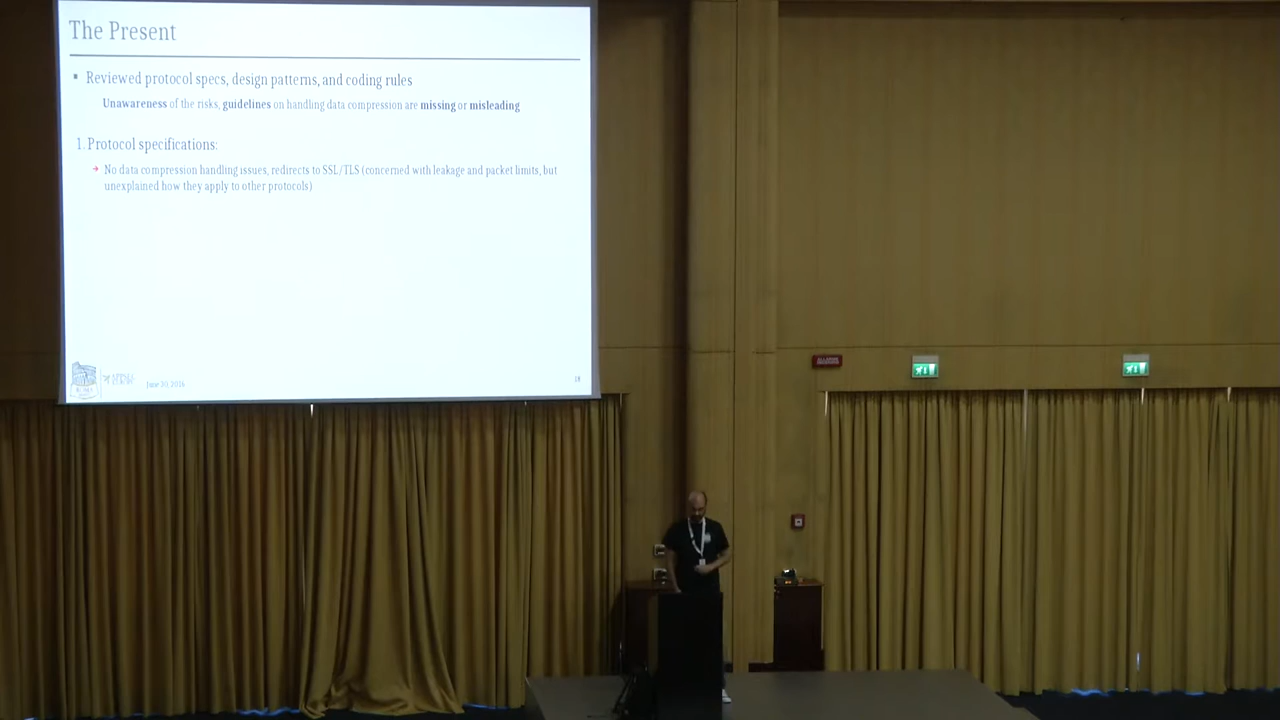 The Present
▪ Reviewed protocol specs, design patterns, and coding rules
Unawareness of the risks, guidelines on handling data compression are missing or misleading
1. Protocol specifications:
➔ No data compression handling issues, redirects to SSL/TLS (concerned with leakage and packet limits, but
unexplained how they apply to other protocols)
June 30, 2016
18